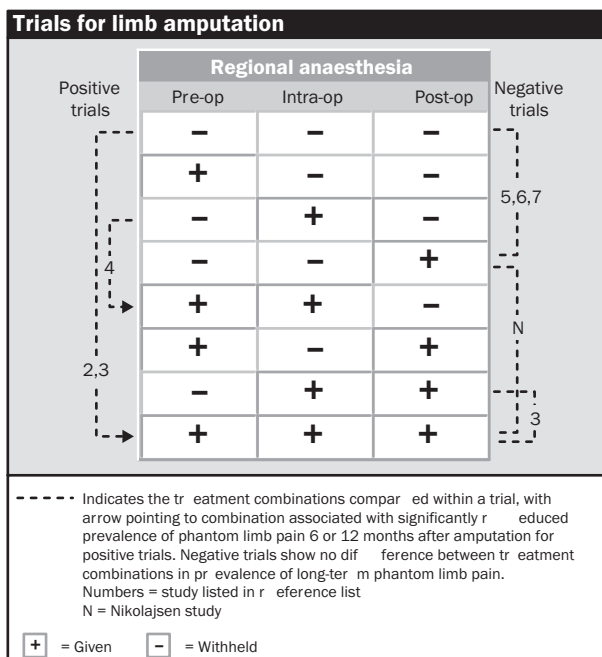 Trials for limb amputation
Regional anaesthesia
Positive trials
Pre-op Intra-op Post-op
Negative trials
– – –
+ – –
– + –
– – +
+ + –
+ – +
– + +
+ + +
4
2,3
5,6,7
N
3
Indicates the tr eatment combinations compar ed within a trial, with
arrow pointing to combination associated with significantly r educed
prevalence of phantom limb pain 6 or 12 months after amputation for
positive trials. Negative trials show no dif ference between tr eatment
combinations in pr evalence of long-ter m phantom limb pain.
Numbers = study listed in r eference list
N = Nikolajsen study
+ = Given – = Withheld